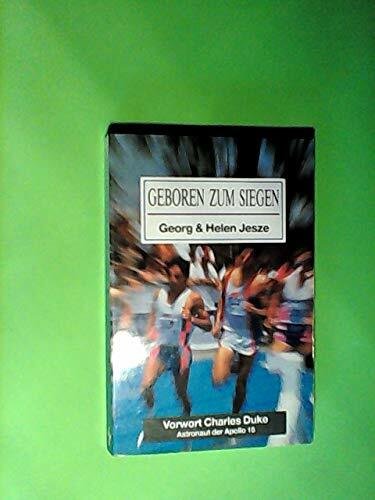 GEBOREN ZUM SIEGEN
Georg & Helen Jesze
Vorwort Charles Duke
Astronaut der Apollo 16